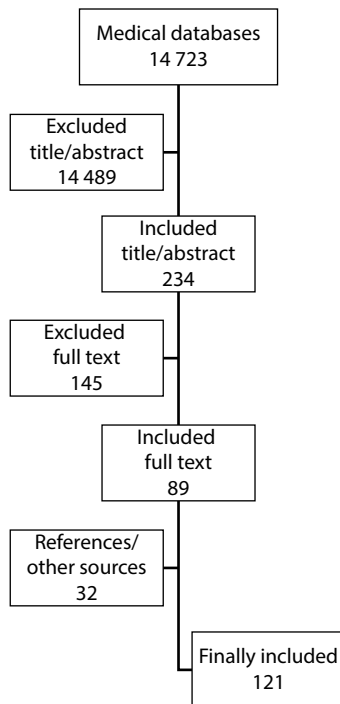 Medical databases
14 723
Excluded
title/abstract
14 489
Included
title/abstract
234
Excluded
full text
145
Included
full text
89
References/
other sources
32
Finally included
121